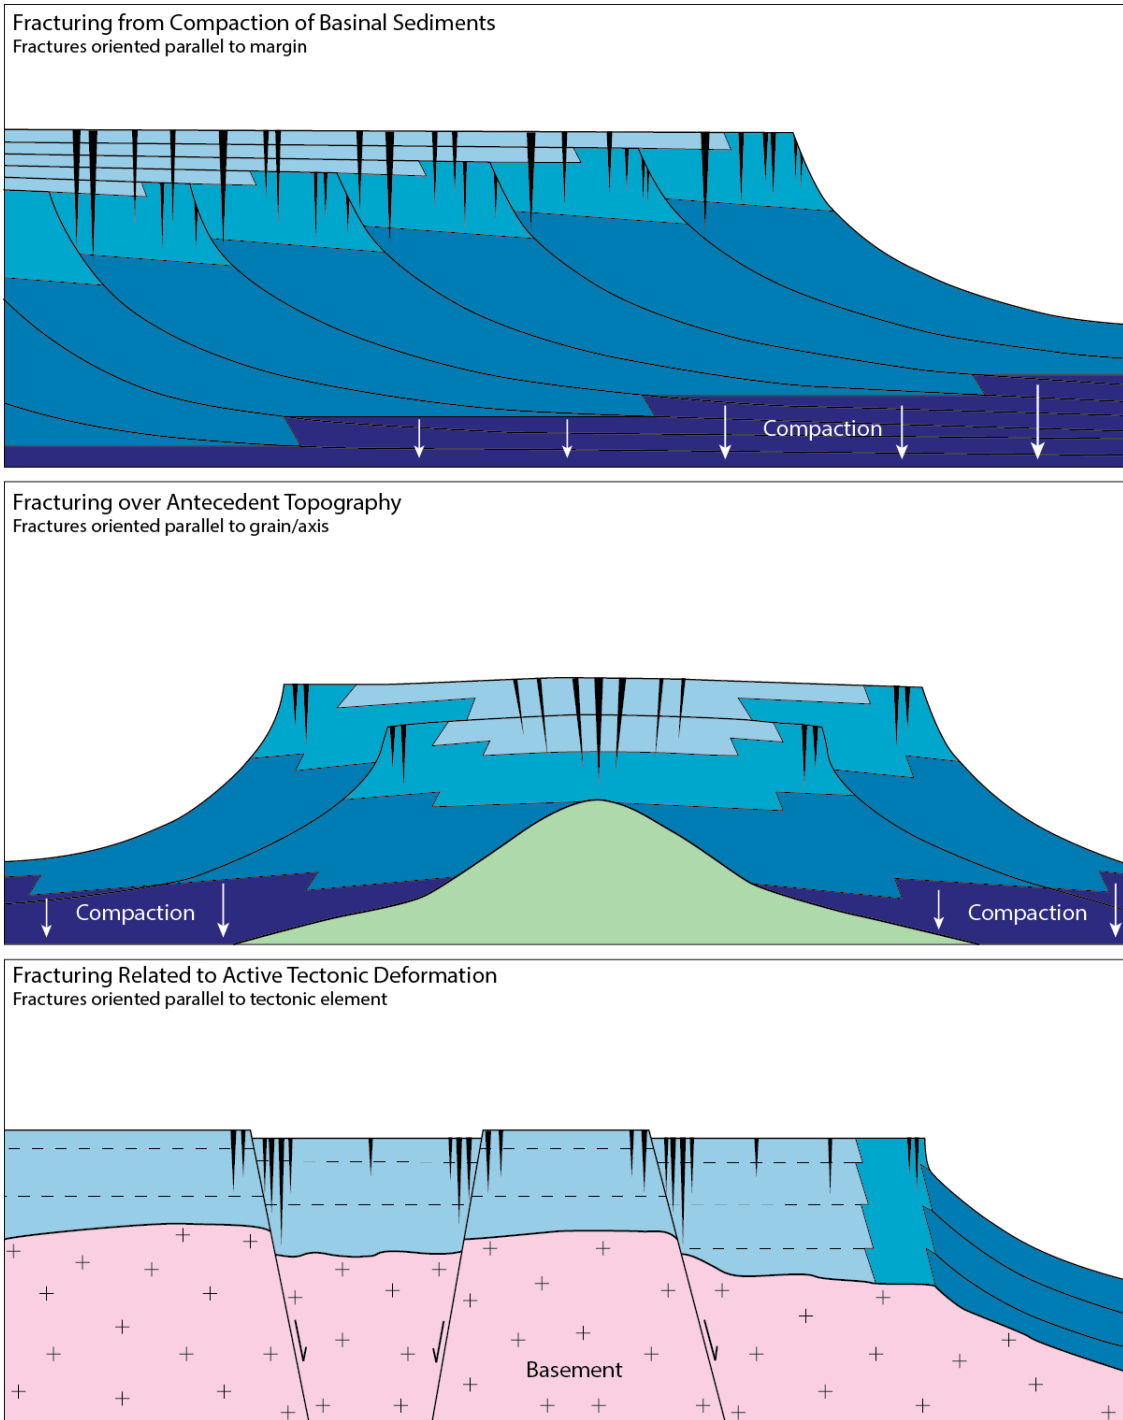 Fracturing from Compaction of Basinal Sediments
Fractures oriented parallel to margin
Compaction
Fracturing over Antecedent Topography
Fractures oriented parallel to grain/axis
Compaction
Compaction
Fracturing Related to Active Tectonic Deformation
Fractures oriented parallel to tectonic element
Basement